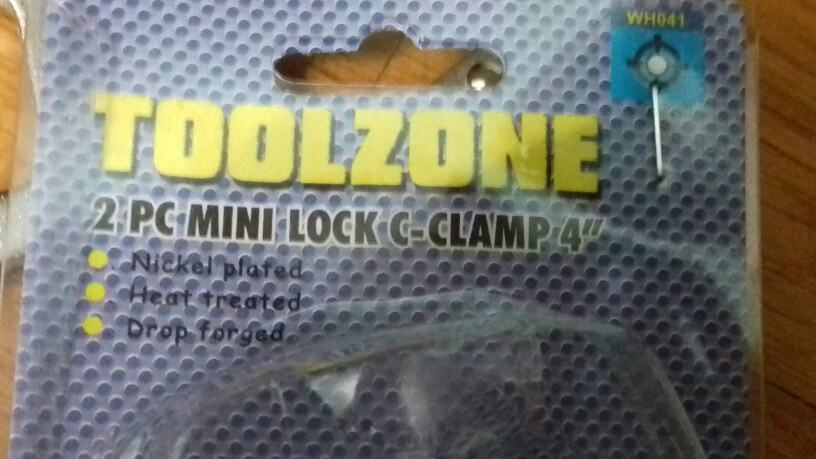 WH041
TOOLZONE
2 PC MINI LOCK C-CLAMP 4"
Nickel plated
Heat treated
Drop forged